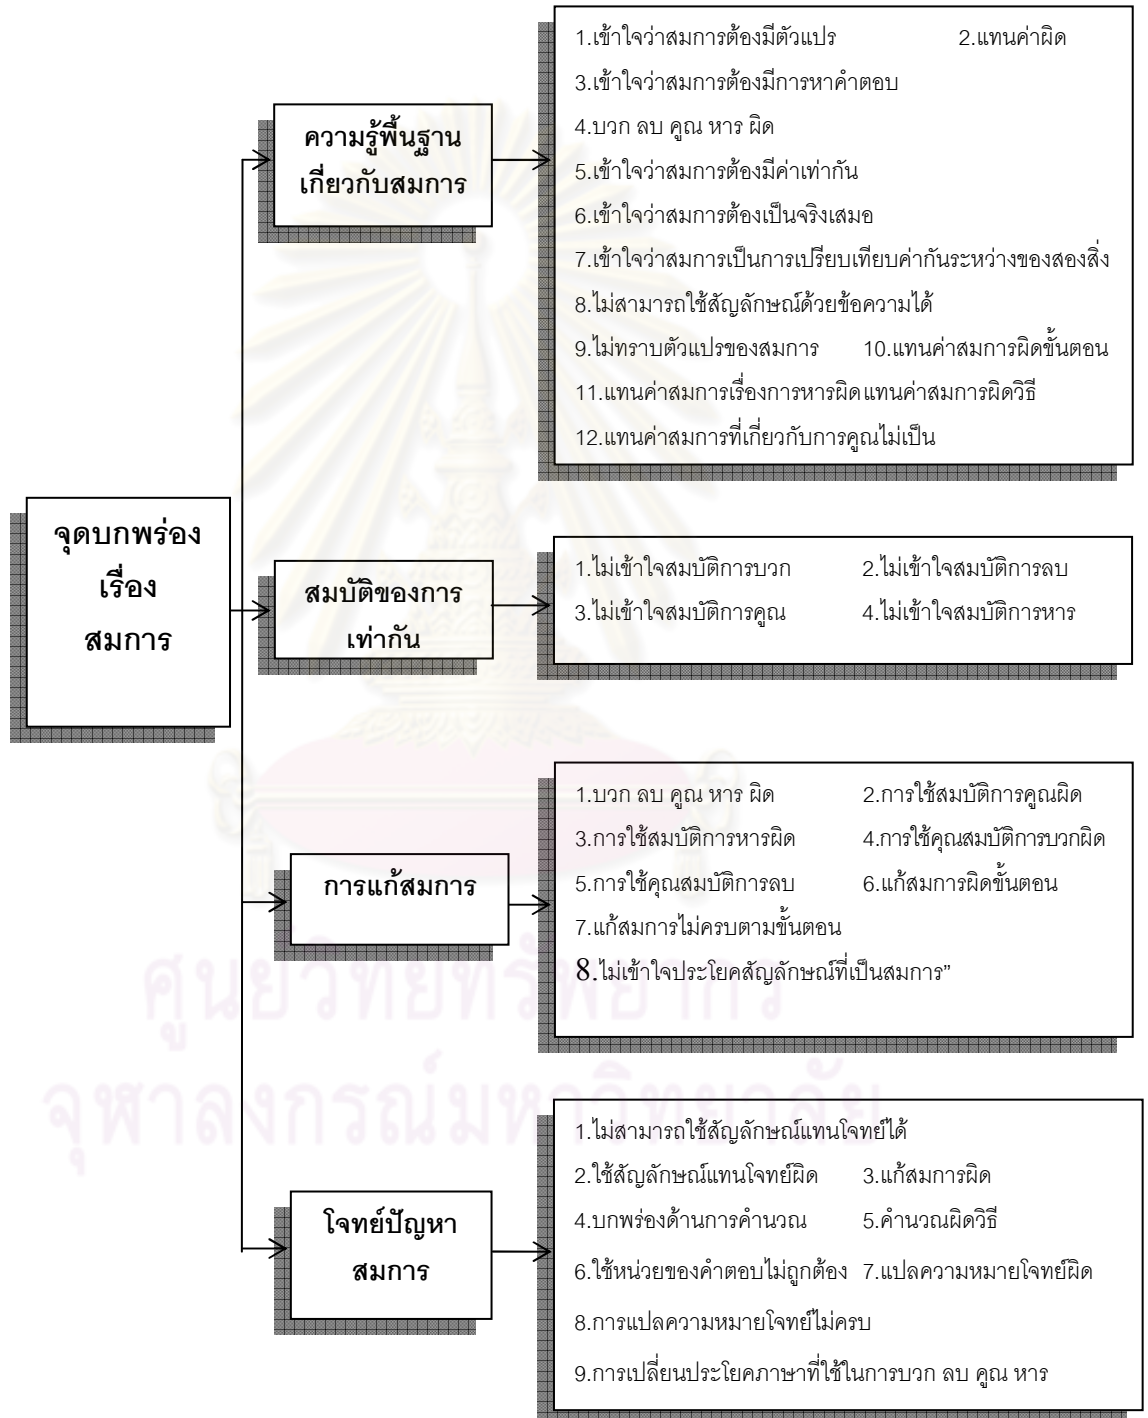 จุดบกพร่อง
เรื่อง
สมการ
ความรู้พื้นฐาน
เกี่ยวกับสมการ
1.เข้าใจว่าสมการต้องมีตัวแปร 2.แทนค่าผิด
3.เข้าใจว่าสมการต้องมีการหาคำตอบ
4.บวก ลบ คูณ หาร ผิด
5.เข้าใจว่าสมการต้องมีค่าเท่ากัน
6.เข้าใจว่าสมการต้องเป็นจริงเสมอ
7.เข้าใจว่าสมการเป็นการเปรียบเทียบค่ากันระหว่างของสองสิ่ง
8.ไม่สามารถใช้สัญลักษณ์ด้วยข้อความได้
9.ไม่ทราบตัวแปรของสมการ 10.แทนค่าสมการผิดขั้นตอน
11.แทนค่าสมการเรื่องการหารผิด แทนค่าสมการผิดวิธี
12.แทนค่าสมการที่เกี่ยวกับการคูณไม่เป็น
สมบัติของการ
เท่ากัน
1.ไม่เข้าใจสมบัติการบวก 2.ไม่เข้าใจสมบัติการลบ
3.ไม่เข้าใจสมบัติการคูณ 4.ไม่เข้าใจสมบัติการหาร
การแก้สมการ
1.บวก ลบ คูณ หาร ผิด 2.การใช้สมบัติการคูณผิด
3.การใช้สมบัติการหารผิด 4.การใช้คุณสมบัติการบวกผิด
5.การใช้คุณสมบัติการลบ 6.แก้สมการผิดขั้นตอน
7.แก้สมการไม่ครบตามขั้นตอน
8.ไม่เข้าใจประโยคสัญลักษณ์ที่เป็นสมการ”
โจทย์ปัญหา
สมการ
1.ไม่สามารถใช้สัญลักษณ์แทนโจทย์ได้
2.ใช้สัญลักษณ์แทนโจทย์ผิด 3.แก้สมการผิด
4.บกพร่องด้านการคำนวณ 5.คำนวณผิดวิธี
6.ใช้หน่วยของคำตอบไม่ถูกต้อง 7.แปลความหมายโจทย์ผิด
8.การแปลความหมายโจทย์ไม่ครบ
9.การเปลี่ยนประโยคภาษาที่ใช้ในการบวก ลบ คูณ หาร
ศูนย์วิทยทรัพยากร
จุฬาลงกรณ์มหาวิทยาลัย